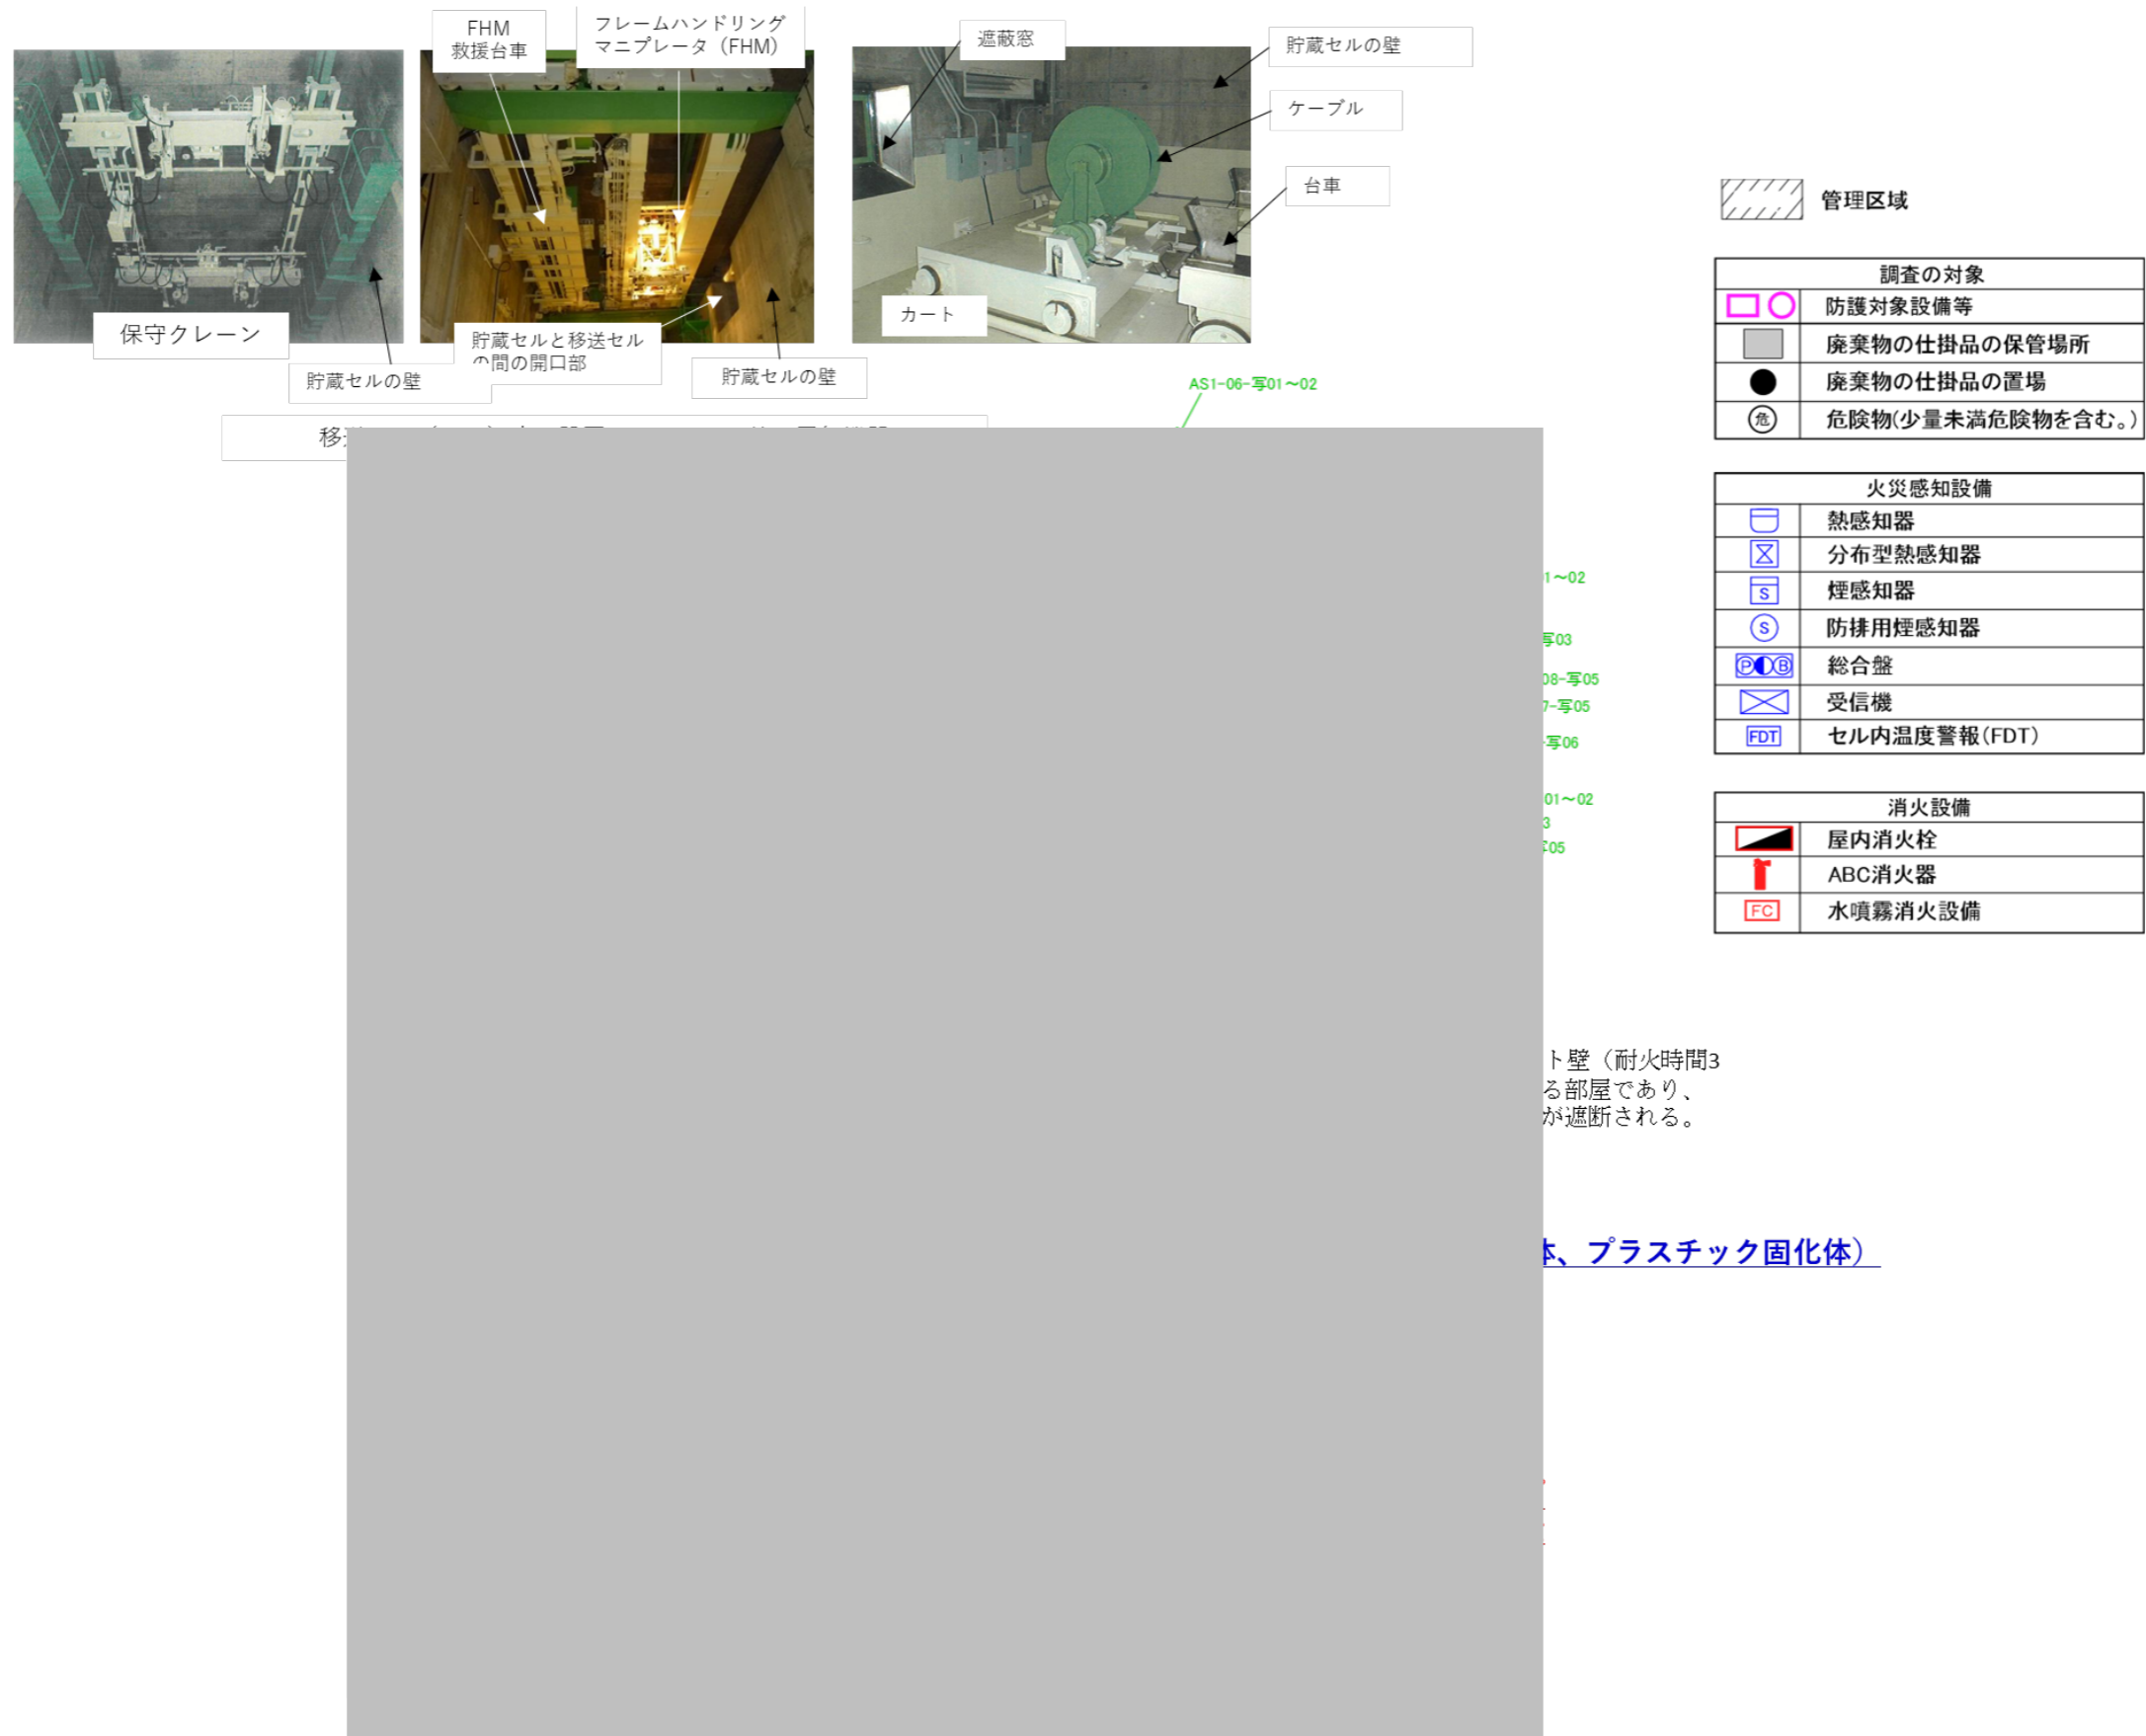 FHM
救援台車
フレームハンドリング
マニプレータ（FHM）
遮蔽窓
貯蔵セルの壁
ケーブル
台車
保守クレーン
貯蔵セルの壁
貯蔵セルと移送セル
の間の開口部
貯蔵セルの壁
カート
AS1-06-写01～02
1～02
写03
08-写05
7-写05
-写06
01～02
3
05
ト壁（耐火時間3
る部屋であり、
が遮断される。
体、プラスチック固化体）
管理区域
調査の対象
防護対象設備等
廃棄物の仕掛品の保管場所
廃棄物の仕掛品の置場
危 危険物(少量未満危険物を含む。)
火災感知設備
熱感知器
分布型熱感知器
S 煙感知器
S 防排用煙感知器
P B 総合盤
受信機
FDT セル内温度警報(FDT)
消火設備
屋内消火栓
ABC消火器
FC 水噴霧消火設備